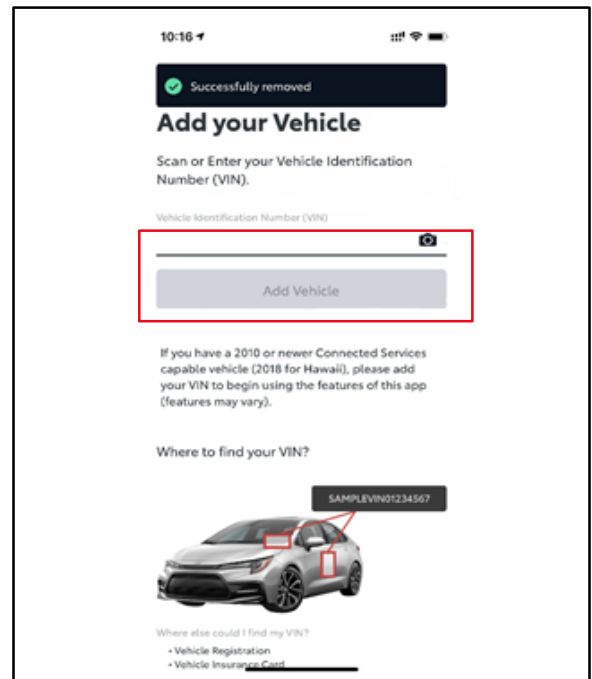 10:16
Successfully removed
Add your Vehicle
Scan or Enter your Vehicle Identification
Number (VIN).
Vehicle Identification Number (VIN)
Add Vehicle
If you have a 2010 or newer Connected Services
capable vehicle (2018 for Hawaii), please add
your VIN to begin using the features of this app
(features may vary).
Where to find your VIN?
SAMPLEVIN01234567
Where else could I find my VIN?
• Vehicle Registration
• Vehicle Insurance Card